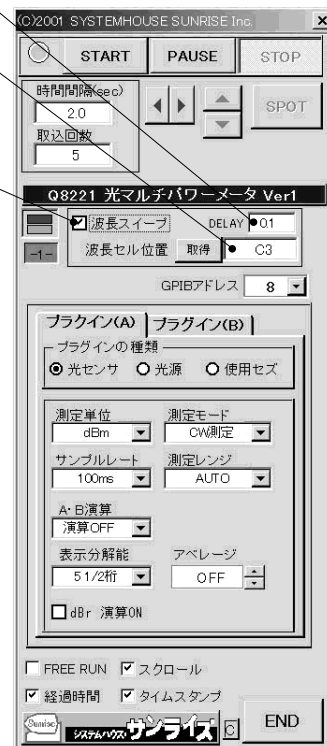 (C)2001 SYSTEMHOUSE SUNRISE Inc.
START PAUSE STOP
時間間隔(sec)
2.0
SPOT
取込回数
5
Q8221 光マルチパワーメータ Ver1
波長スイープ DELAY 0.1
-1-
波長セル位置 取得 C3
GPIBアドレス 8
プラグイン(A) プラグイン(B)
プラグインの種類
光センサ 光源 使用セズ
測定単位 測定モード
dBm CW測定
サンプルレート 測定レンジ
100ms AUTO
A・B演算
演算OFF
表示分解能 アベレージ
5 1/2桁 OFF
dBr 演算ON
FREE RUN スクロール
経過時間 タイムスタンプ
Sunrise システムハウス サンライズ C END